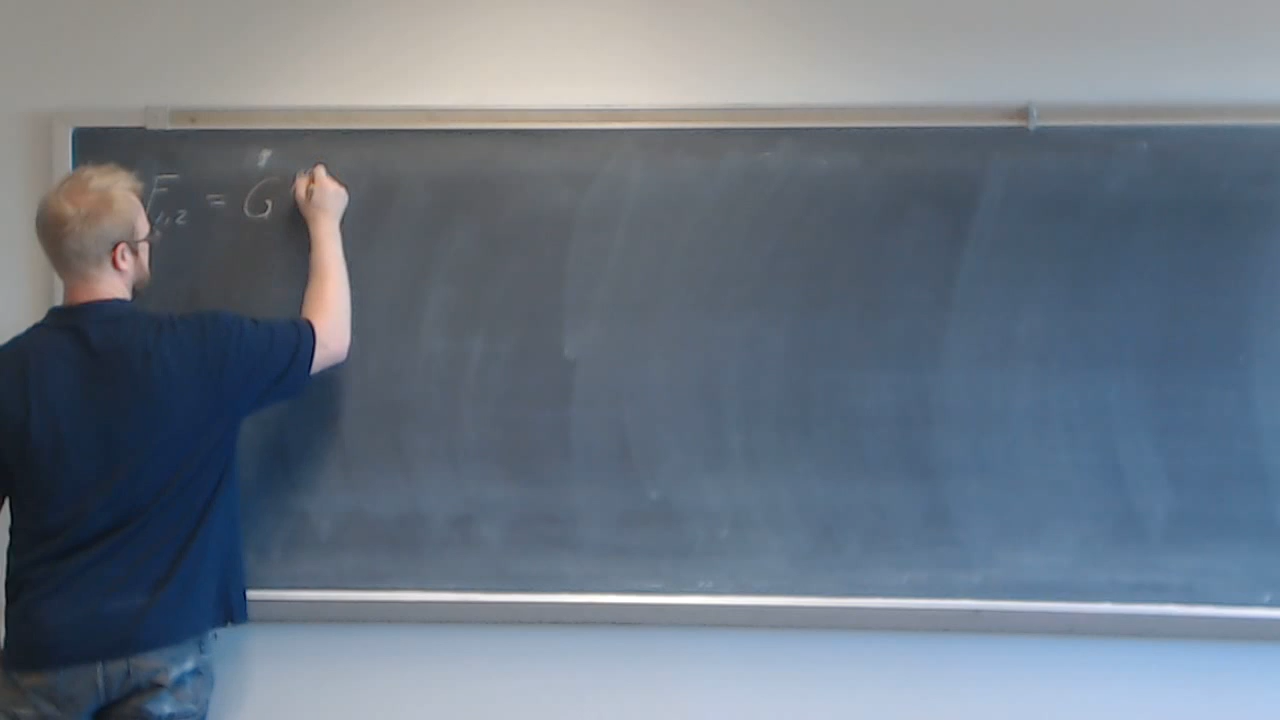 F₁,₂ = G